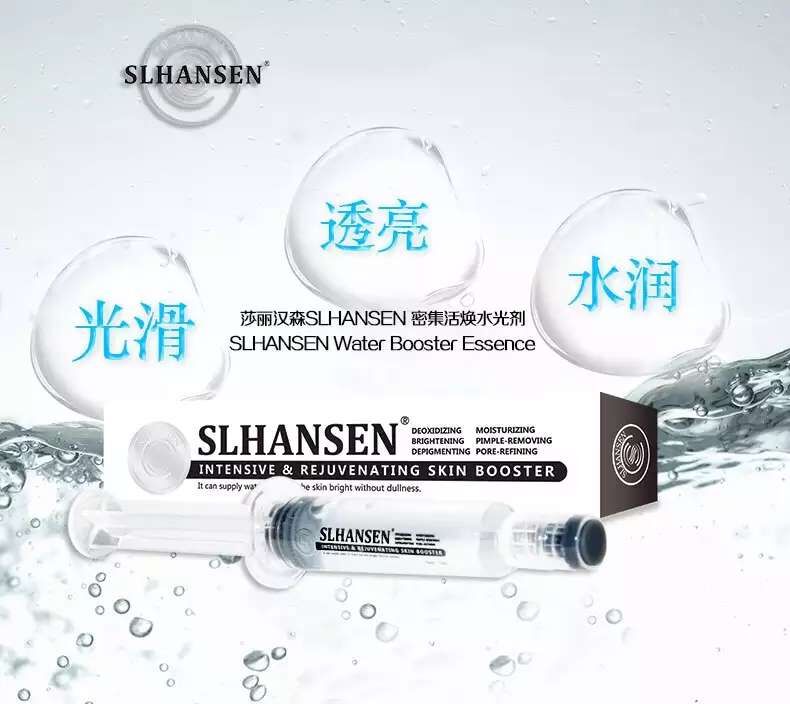 SLHANSEN®
透亮
水润
光滑
莎丽汉森SLHANSEN 密集活焕水光剂
SLHANSEN Water Booster Essence
SLHANSEN®
DEOXIDIZING MOISTURIZING
BRIGHTENING PIMPLE-REMOVING
DEPIGMENTING PORE-REFINING
INTENSIVE & REJUVENATING SKIN BOOSTER
It can supply wat he skin bright without dullness.
SLHANSEN
SLHANSEN®
INTENSIVE & REJUVENATING SKIN BOOSTER